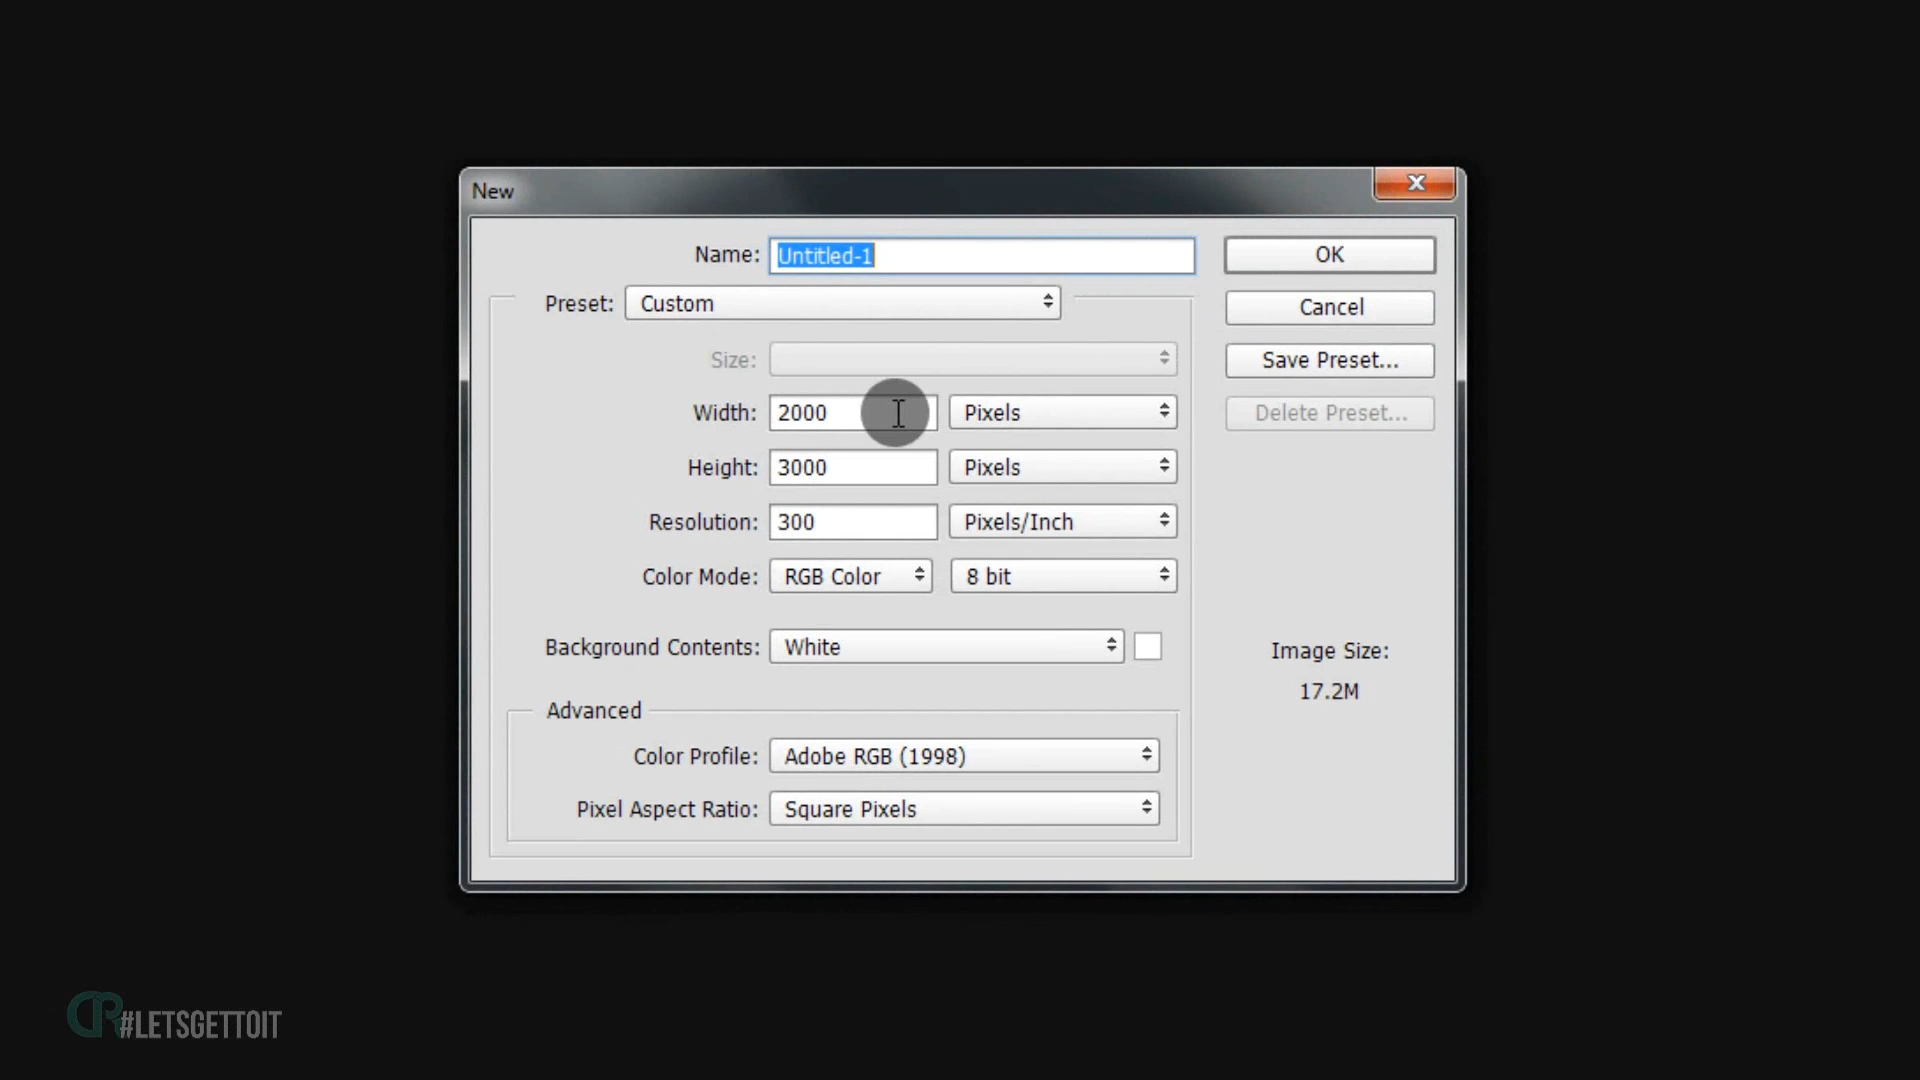 New
Name: Untitled-1
OK
Preset: Custom
Cancel
Size:
Save Preset...
Width: 2000 Pixels
Delete Preset...
Height: 3000 Pixels
Resolution: 300 Pixels/Inch
Color Mode: RGB Color 8 bit
Background Contents: White
Image Size:
17.2M
Advanced
Color Profile: Adobe RGB (1998)
Pixel Aspect Ratio: Square Pixels
#LETSGETTOIT